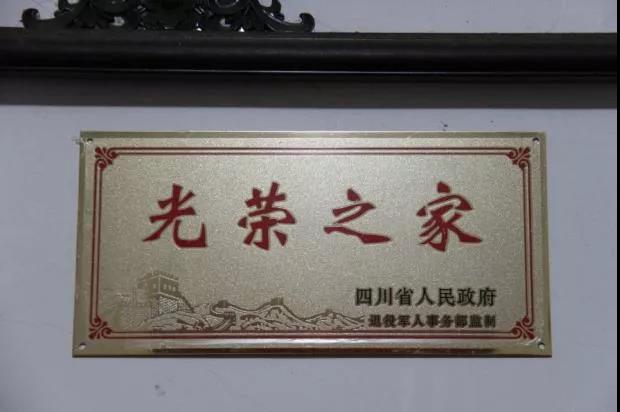 光荣之家
四川省人民政府
退役军人事务部监制